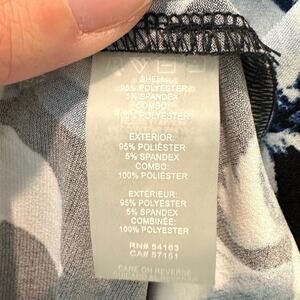 SHELL:
95% POLYESTER
5% SPANDEX
COMBO:
100% POLYESTER
EXTERIOR:
95% POLIÉSTER
5% SPANDEX
COMBO:
100% POLIÉSTER
EXTÉRIEUR:
95% POLYESTER
5% SPANDEX
COMBINÉE:
100% POLYESTER
RN# 54163
CA# 57151
CARE ON REVERSE